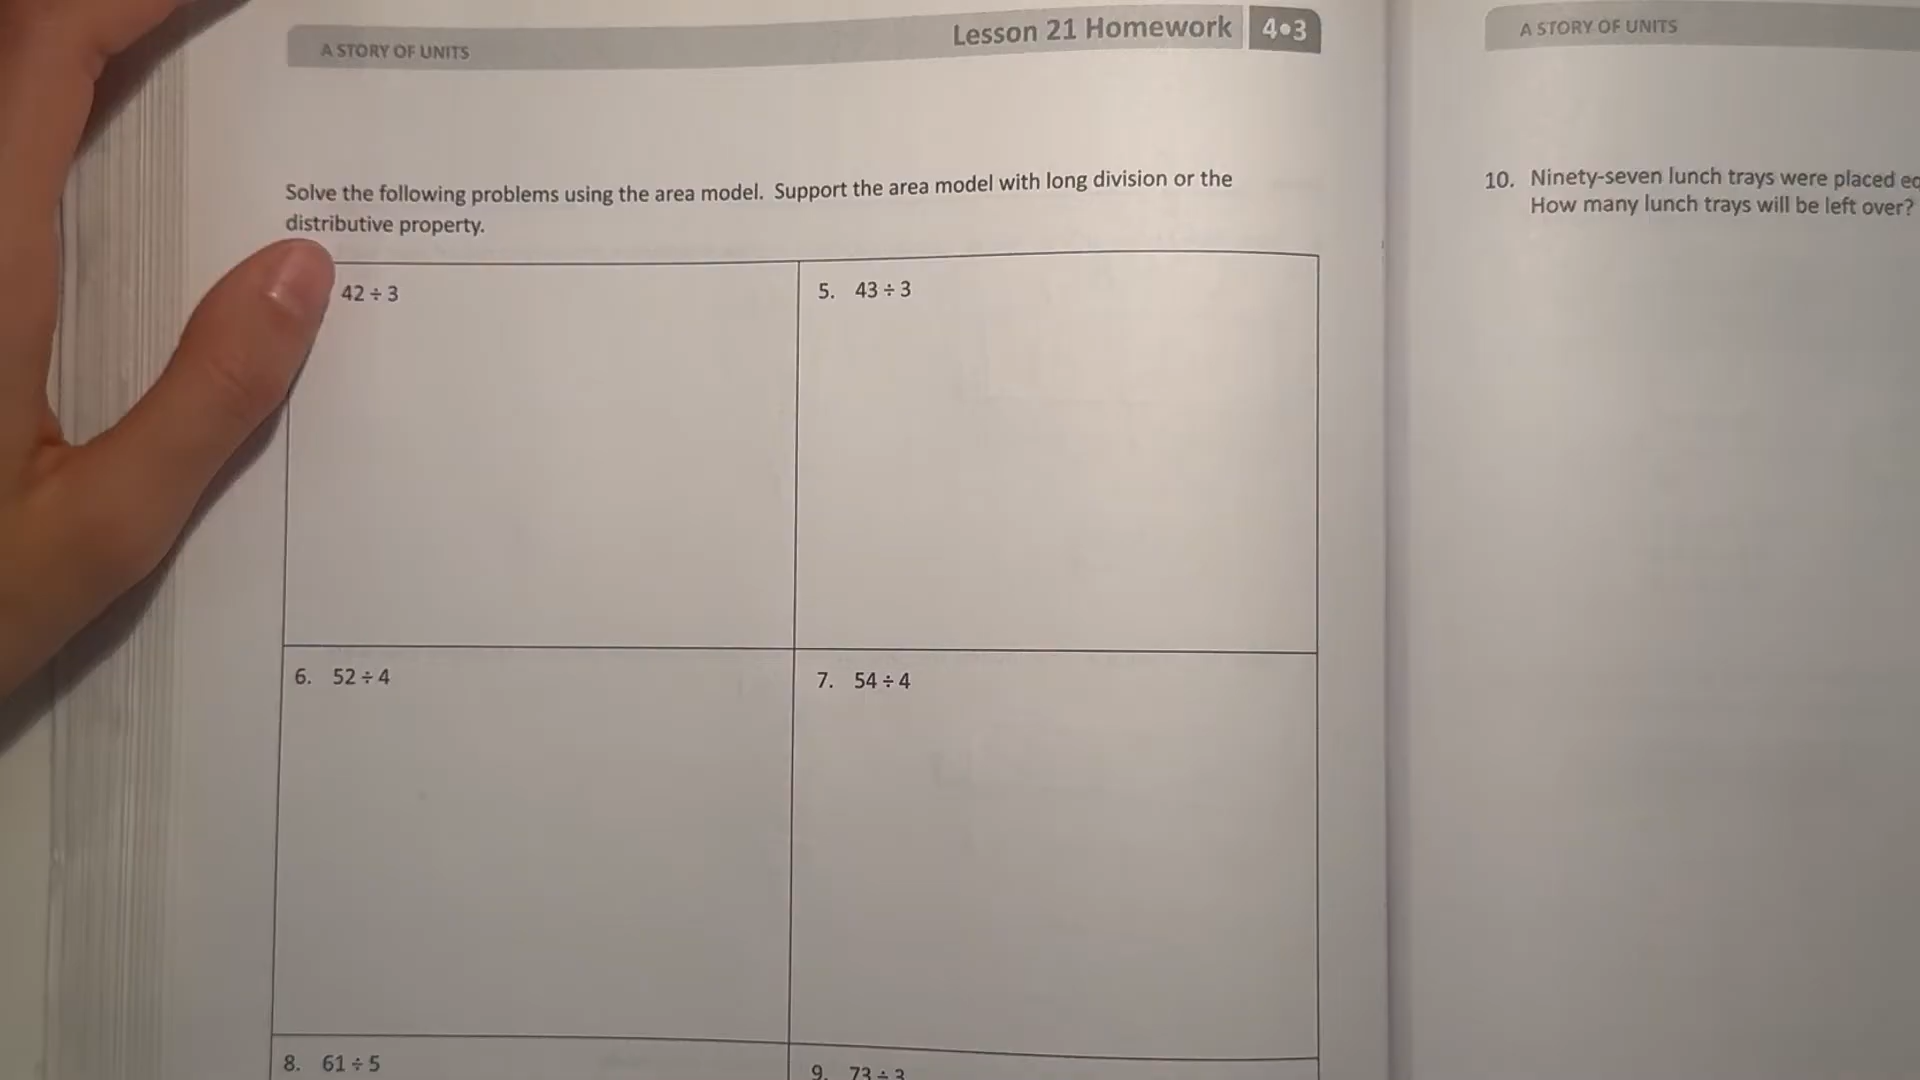 A STORY OF UNITS
Lesson 21 Homework 4•3
Solve the following problems using the area model. Support the area model with long division or the
distributive property.
42 ÷ 3
5. 43 ÷ 3
6. 52 ÷ 4
7. 54 ÷ 4
8. 61 ÷ 5
9. 73 ÷ 3
A STORY OF UNITS
10. Ninety-seven lunch trays were placed
How many lunch trays will be left over?